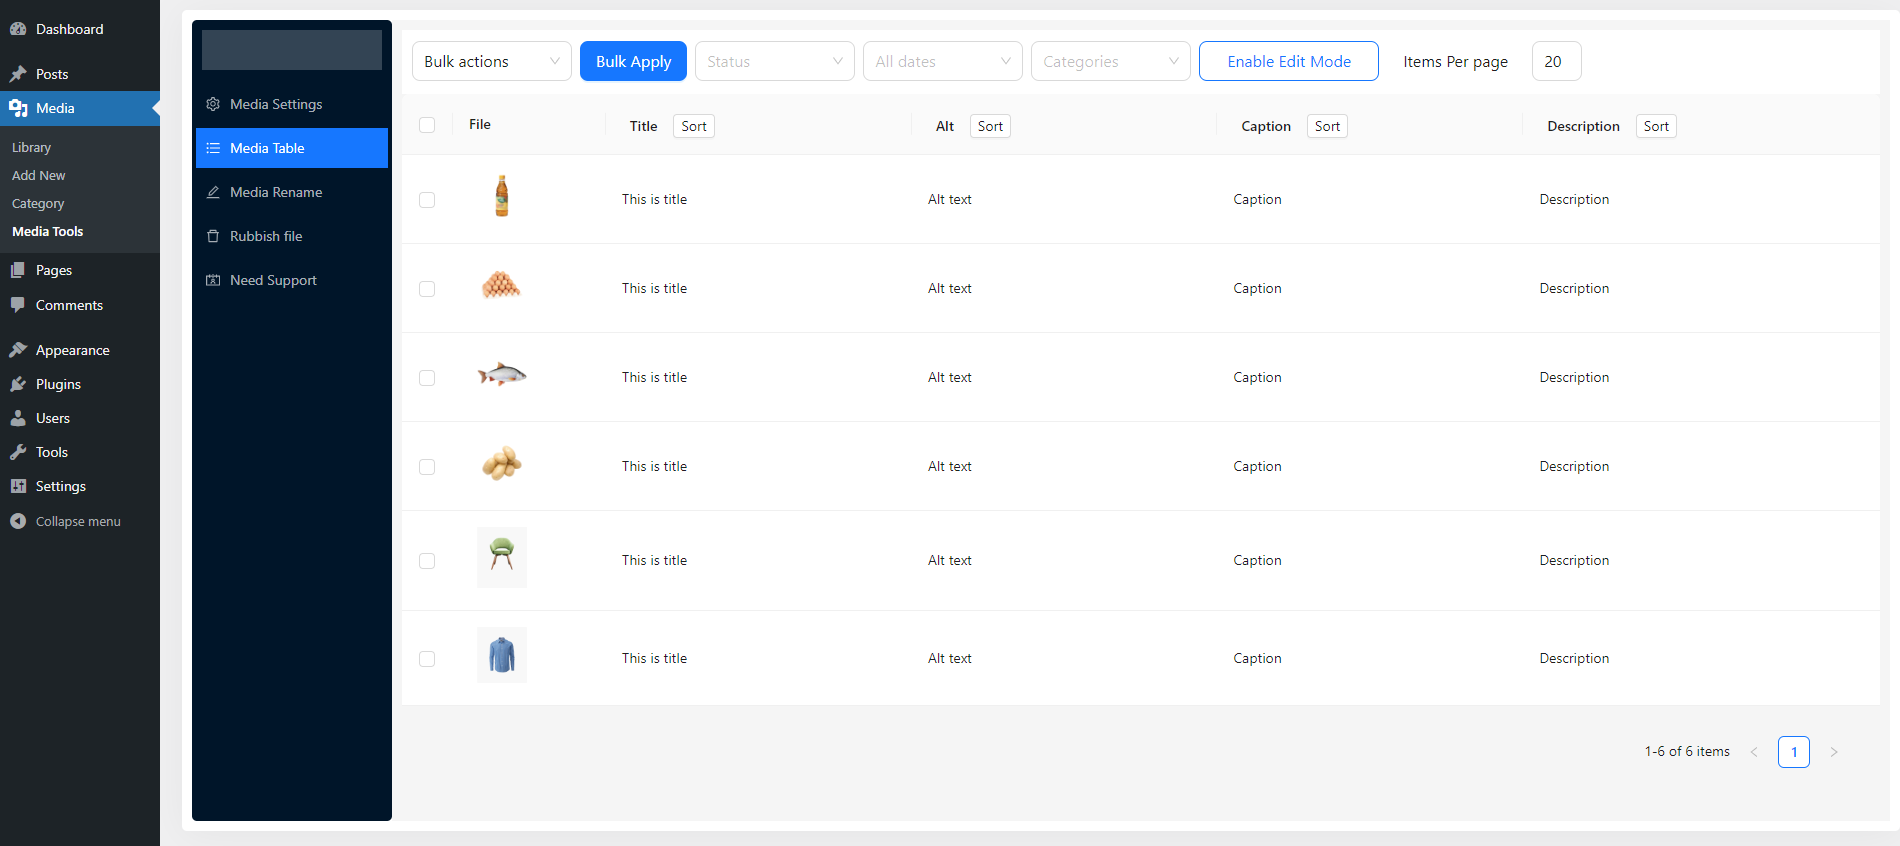 Dashboard
Posts
Media
Library
Add New
Category
Media Tools
Pages
Comments
Appearance
Plugins
Users
Tools
Settings
Collapse menu
Media Settings
Media Table
Media Rename
Rubbish file
Need Support
Bulk actions Bulk Apply Status All dates Categories Enable Edit Mode Items Per page 20
File Title Sort Alt Sort Caption Sort Description Sort
This is title Alt text Caption Description
This is title Alt text Caption Description
This is title Alt text Caption Description
This is title Alt text Caption Description
This is title Alt text Caption Description
This is title Alt text Caption Description
1-6 of 6 items < 1 >